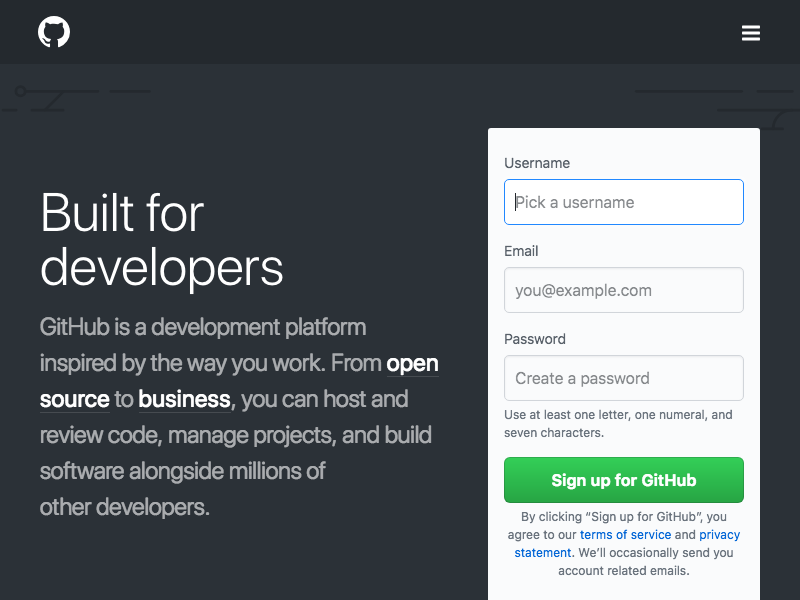 Built for
developers
GitHub is a development platform
inspired by the way you work. From open
source to business, you can host and
review code, manage projects, and build
software alongside millions of
other developers.
Username
Pick a username
Email
you@example.com
Password
Create a password
Use at least one letter, one numeral, and
seven characters.
Sign up for GitHub
By clicking “Sign up for GitHub”, you
agree to our terms of service and privacy
statement. We’ll occasionally send you
account related emails.